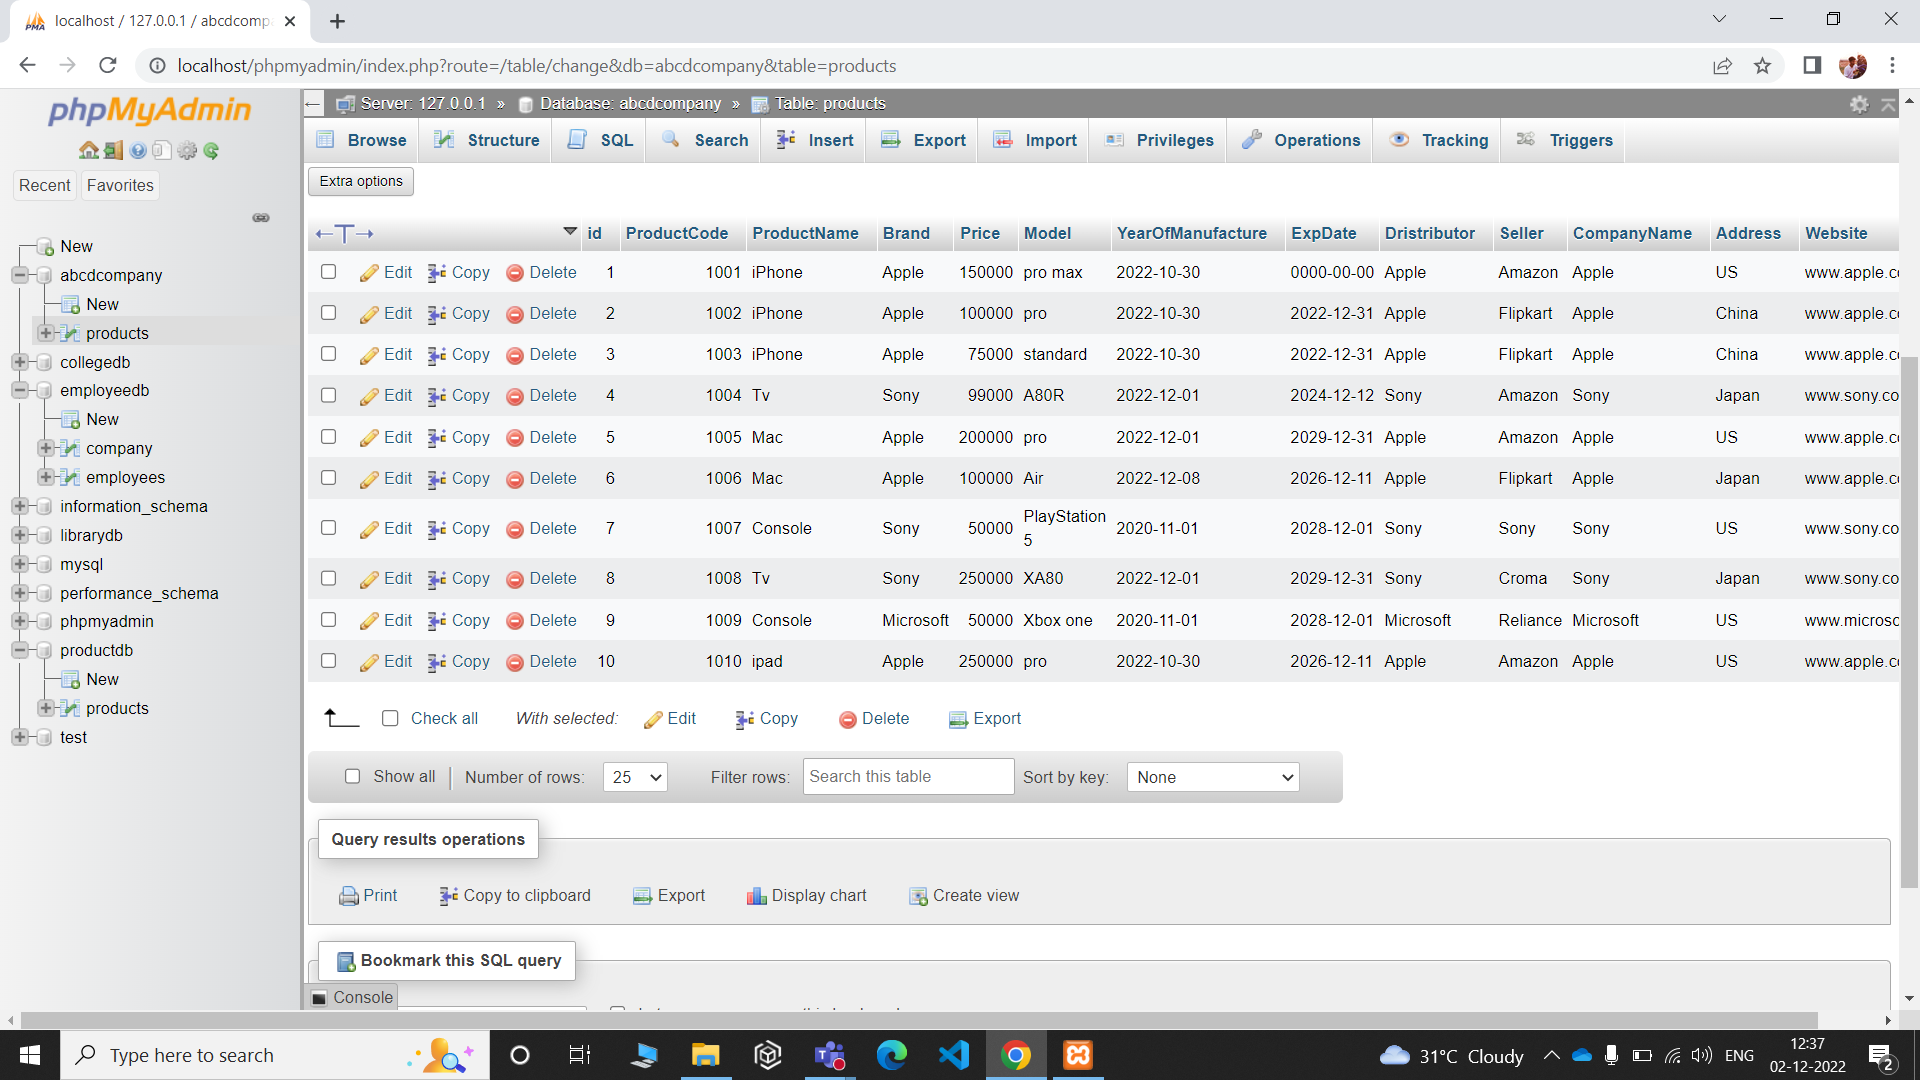 localhost / 127.0.0.1 / abcdcomp
localhost/phpmyadmin/index.php?route=/table/change&db=abcdcompany&table=products
phpMyAdmin
Recent Favorites
New
abcdcompany
New
products
collegedb
employeedb
New
company
employees
information_schema
librarydb
mysql
performance_schema
phpmyadmin
productdb
New
products
test
Server: 127.0.0.1 » Database: abcdcompany » Table: products
Browse Structure SQL Search Insert Export Import Privileges Operations Tracking Triggers
Extra options
←T→ id ProductCode ProductName Brand Price Model YearOfManufacture ExpDate Dristributor Seller CompanyName Address Website
Edit Copy Delete 1 1001 iPhone Apple 150000 pro max 2022-10-30 0000-00-00 Apple Amazon Apple US www.apple.c
Edit Copy Delete 2 1002 iPhone Apple 100000 pro 2022-10-30 2022-12-31 Apple Flipkart Apple China www.apple.c
Edit Copy Delete 3 1003 iPhone Apple 75000 standard 2022-10-30 2022-12-31 Apple Flipkart Apple China www.apple.c
Edit Copy Delete 4 1004 Tv Sony 99000 A80R 2022-12-01 2024-12-12 Sony Amazon Sony Japan www.sony.co
Edit Copy Delete 5 1005 Mac Apple 200000 pro 2022-12-01 2029-12-31 Apple Amazon Apple US www.apple.c
Edit Copy Delete 6 1006 Mac Apple 100000 Air 2022-12-08 2026-12-11 Apple Flipkart Apple Japan www.apple.c
Edit Copy Delete 7 1007 Console Sony 50000 PlayStation 5 2020-11-01 2028-12-01 Sony Sony Sony US www.sony.co
Edit Copy Delete 8 1008 Tv Sony 250000 XA80 2022-12-01 2029-12-31 Sony Croma Sony Japan www.sony.co
Edit Copy Delete 9 1009 Console Microsoft 50000 Xbox one 2020-11-01 2028-12-01 Microsoft Reliance Microsoft US www.microsc
Edit Copy Delete 10 1010 ipad Apple 250000 pro 2022-10-30 2026-12-11 Apple Amazon Apple US www.apple.c
Check all With selected: Edit Copy Delete Export
Show all Number of rows: 25 Filter rows: Search this table Sort by key: None
Query results operations
Print Copy to clipboard Export Display chart Create view
Bookmark this SQL query
Console
Type here to search
31°C Cloudy ENG
12:37
02-12-2022
2